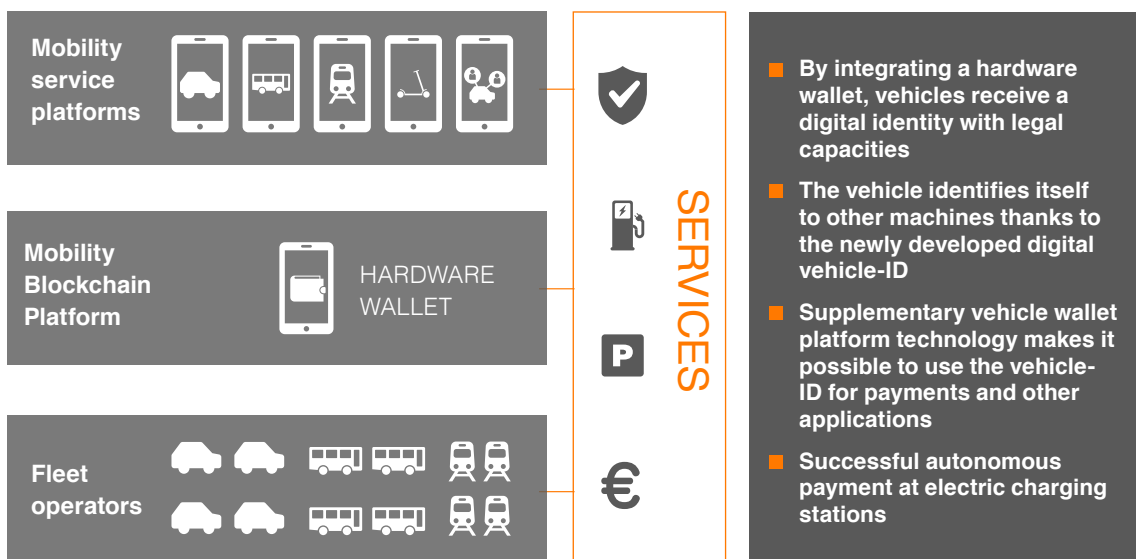 Mobility
service
platforms
Mobility
Blockchain
Platform
HARDWARE
WALLET
Fleet
operators
P
€
SERVICES
By integrating a hardware
wallet, vehicles receive a
digital identity with legal
capacities
The vehicle identifies itself
to other machines thanks to
the newly developed digital
vehicle-ID
Supplementary vehicle wallet
platform technology makes it
possible to use the vehicle-
ID for payments and other
applications
Successful autonomous
payment at electric charging
stations